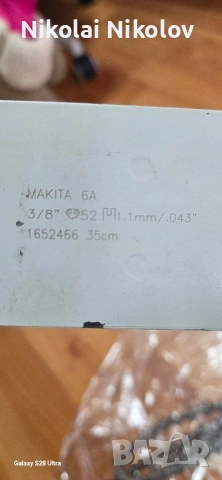 Nikolai Nikolov
MAKITA 6A
3/8" 52 1.1mm/.043"
1652466 35cm
Galaxy S28 Ultra
bazar